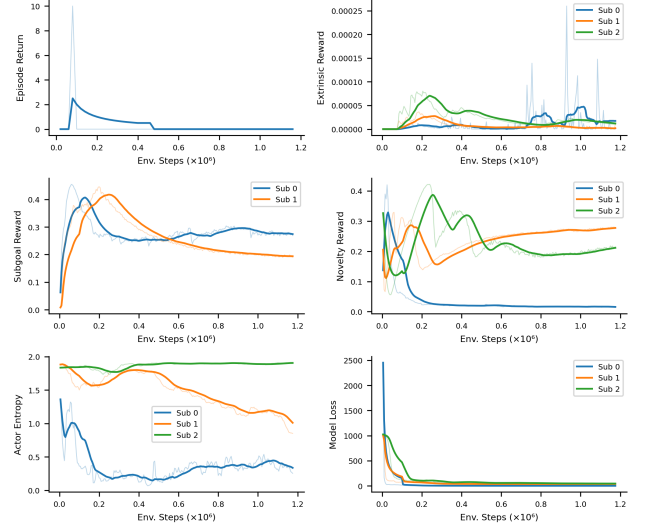 Episode Return
10
8
6
4
2
0
0.0 0.2 0.4 0.6 0.8 1.0 1.2
Env. Steps (×10⁶)
Extrinsic Reward
0.00025
0.00020
0.00015
0.00010
0.00005
0.00000
Sub 0
Sub 1
Sub 2
0.0 0.2 0.4 0.6 0.8 1.0 1.2
Env. Steps (×10⁶)
Subgoal Reward
0.4
0.3
0.2
0.1
0.0
Sub 0
Sub 1
0.0 0.2 0.4 0.6 0.8 1.0 1.2
Env. Steps (×10⁶)
Novelty Reward
0.4
0.3
0.2
0.1
0.0
Sub 0
Sub 1
Sub 2
0.0 0.2 0.4 0.6 0.8 1.0 1.2
Env. Steps (×10⁶)
Actor Entropy
2.0
1.5
1.0
0.5
0.0
Sub 0
Sub 1
Sub 2
0.0 0.2 0.4 0.6 0.8 1.0 1.2
Env. Steps (×10⁶)
Model Loss
2500
2000
1500
1000
500
0
Sub 0
Sub 1
Sub 2
0.0 0.2 0.4 0.6 0.8 1.0 1.2
Env. Steps (×10⁶)